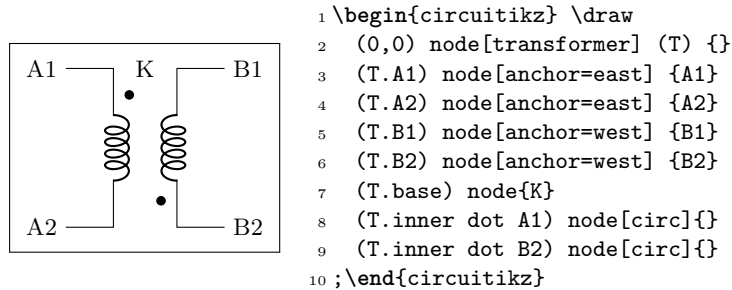 A1 K B1
A2 B2
1 \begin{circuitikz} \draw
2 (0,0) node[transformer] (T) {}
3 (T.A1) node[anchor=east] {A1}
4 (T.A2) node[anchor=east] {A2}
5 (T.B1) node[anchor=west] {B1}
6 (T.B2) node[anchor=west] {B2}
7 (T.base) node{K}
8 (T.inner dot A1) node[circ]{}
9 (T.inner dot B2) node[circ]{}
10 ;\end{circuitikz}